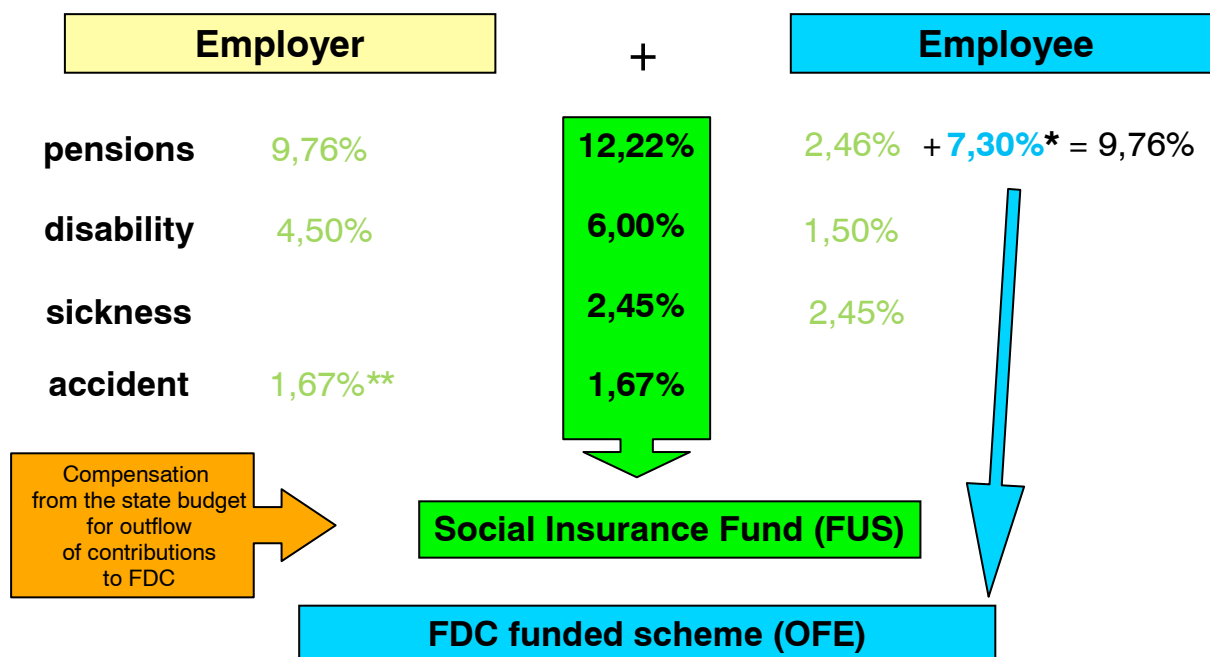 Employer + Employee
pensions 9,76% 12,22% 2,46% + 7,30%* = 9,76%
disability 4,50% 6,00% 1,50%
sickness 2,45% 2,45%
accident 1,67%** 1,67%
Compensation
from the state budget
for outflow
of contributions
to FDC
Social Insurance Fund (FUS)
FDC funded scheme (OFE)